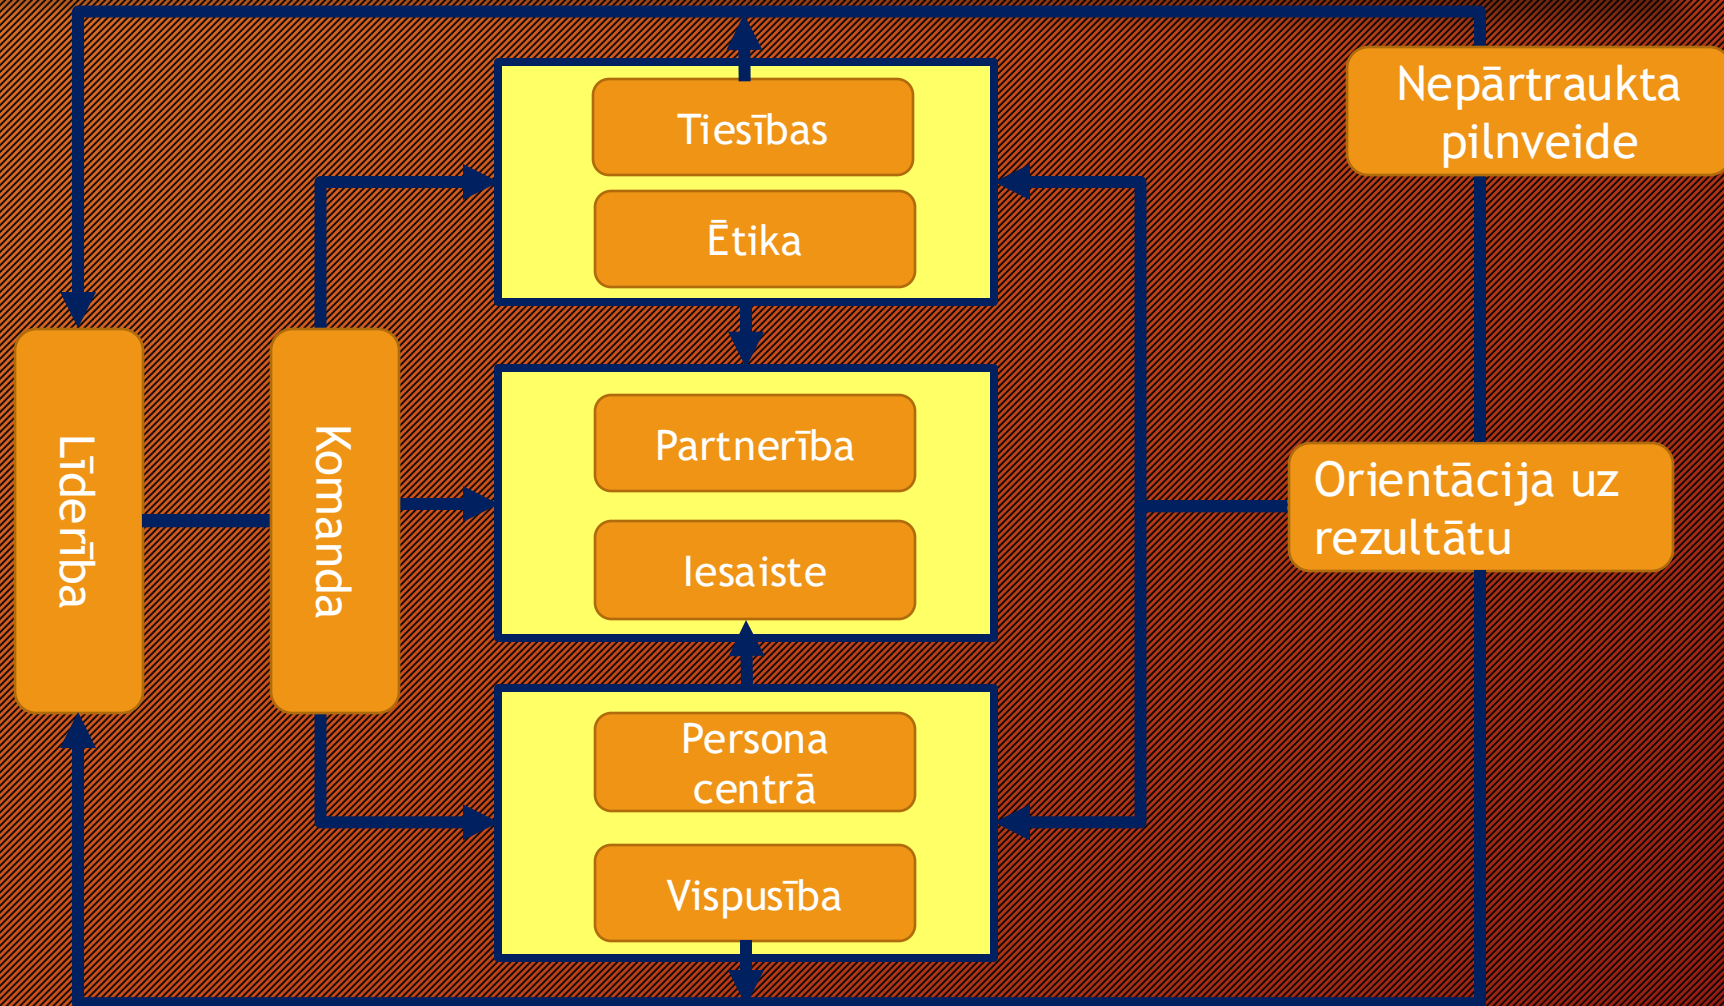 Tiesības
Ētika
Nepārtraukta
pilnveide
Līderība
Komanda
Partnerība
Iesaiste
Orientācija uz
rezultātu
Persona
centrā
Vispusība